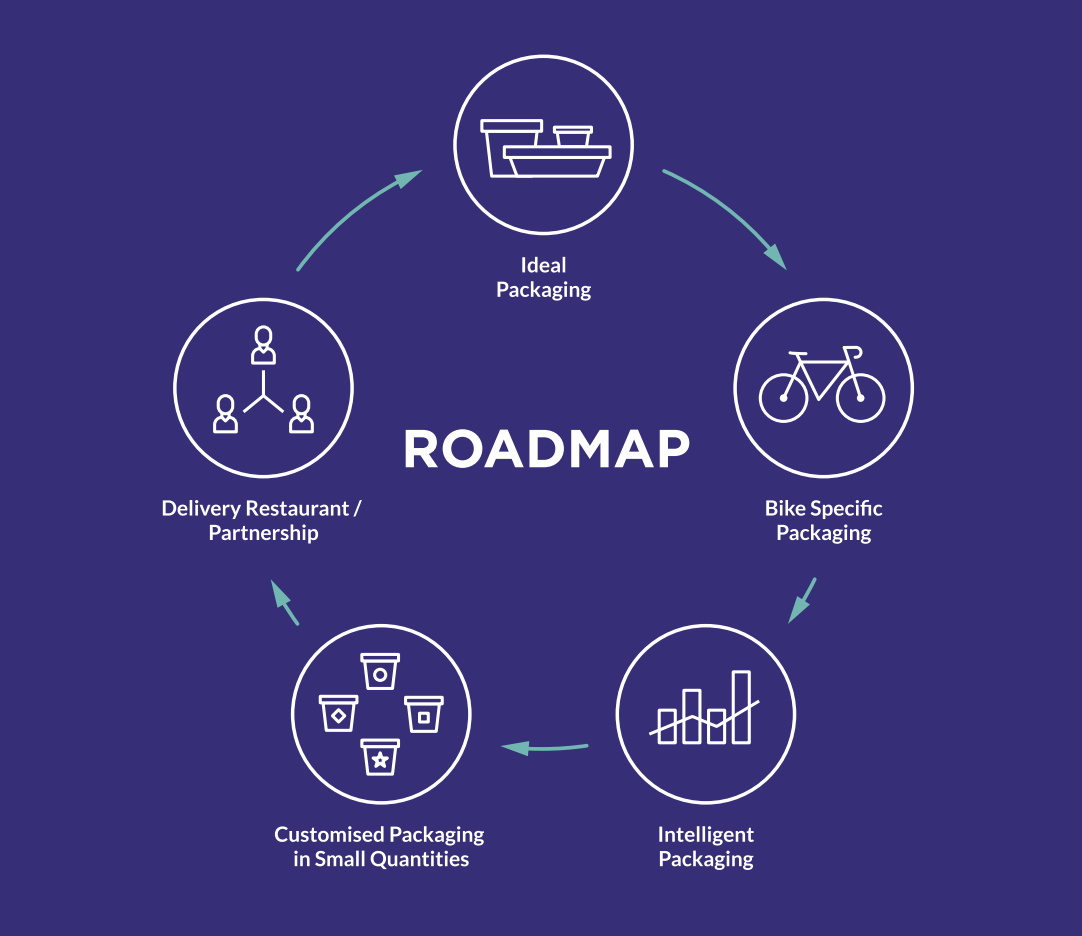 Ideal
Packaging
Bike Specific
Packaging
Intelligent
Packaging
Customised Packaging
in Small Quantities
Delivery Restaurant /
Partnership
ROADMAP